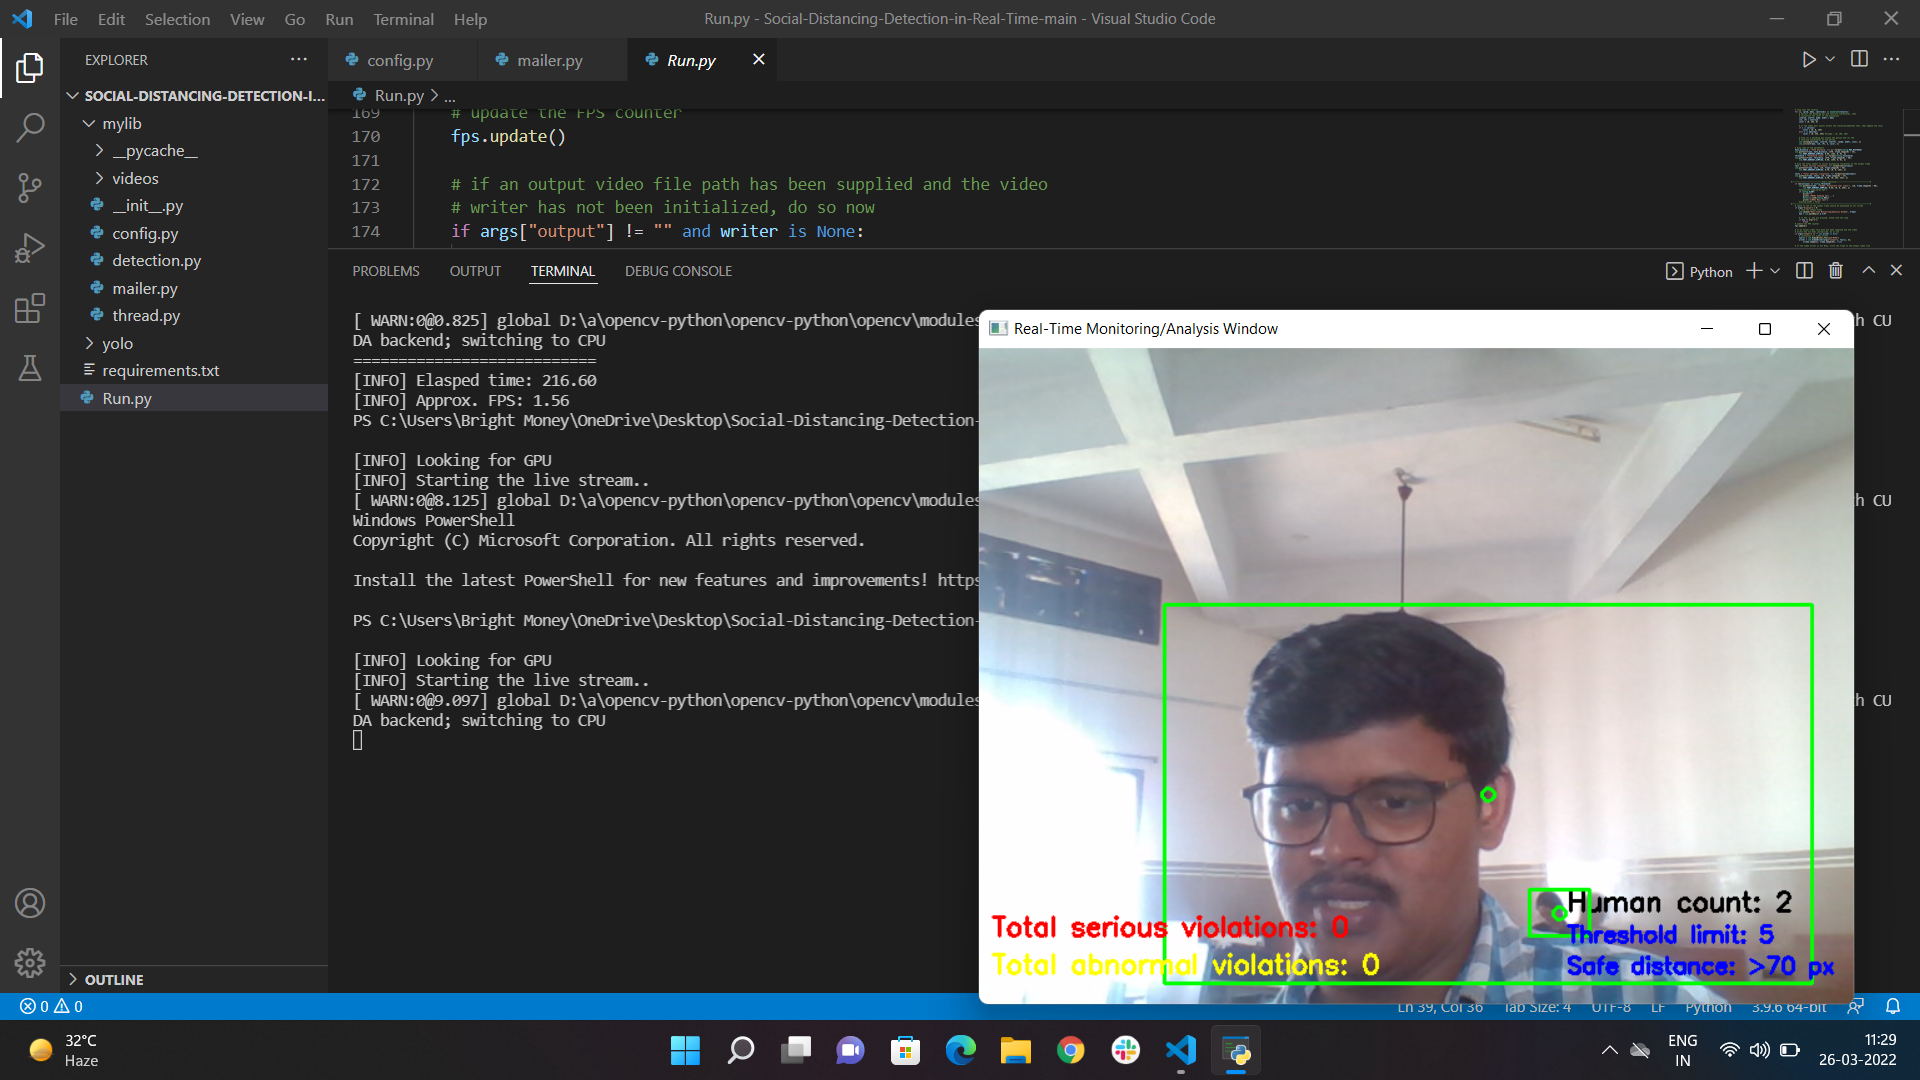 File Edit Selection View Go Run Terminal Help
Run.py - Social-Distancing-Detection-in-Real-Time-main - Visual Studio Code
EXPLORER
SOCIAL-DISTANCING-DETECTION-I...
mylib
__pycache__
videos
__init__.py
config.py
detection.py
mailer.py
thread.py
yolo
requirements.txt
Run.py
OUTLINE
config.py
mailer.py
Run.py
Run.py > ...
169 # update the FPS counter
170 fps.update()
171
172 # if an output video file path has been supplied and the video
173 # writer has not been initialized, do so now
174 if args["output"] != "" and writer is None:
PROBLEMS OUTPUT TERMINAL DEBUG CONSOLE
Python
[ WARN:0@0.825] global D:\a\opencv-python\opencv-python\opencv\modules
h CU
DA backend; switching to CPU
===========================
[INFO] Elasped time: 216.60
[INFO] Approx. FPS: 1.56
PS C:\Users\Bright Money\OneDrive\Desktop\Social-Distancing-Detection-
[INFO] Looking for GPU
[INFO] Starting the live stream..
[ WARN:0@8.125] global D:\a\opencv-python\opencv-python\opencv\modules
h CU
Windows PowerShell
Copyright (C) Microsoft Corporation. All rights reserved.
Install the latest PowerShell for new features and improvements! https
PS C:\Users\Bright Money\OneDrive\Desktop\Social-Distancing-Detection-
[INFO] Looking for GPU
[INFO] Starting the live stream..
[ WARN:0@9.097] global D:\a\opencv-python\opencv-python\opencv\modules
h CU
DA backend; switching to CPU
Real-Time Monitoring/Analysis Window
Total serious violations: 0
Total abnormal violations: 0
Human count: 2
Threshold limit: 5
Safe distance: >70 px
0 0
Ln 39, Col 36 Tab Size: 4 UTF-8 LF Python 3.9.6 64-bit
32°C
Haze
ENG
IN
11:29
26-03-2022